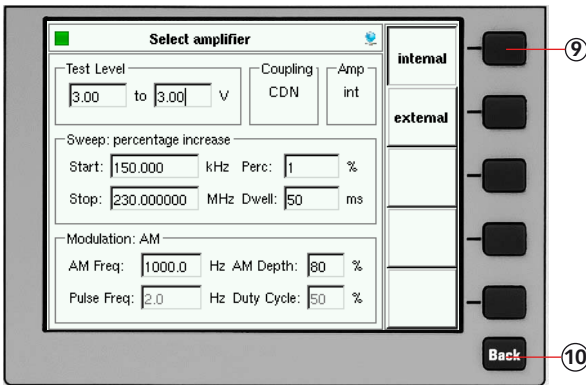 Select amplifier
internal
9
Test Level
Coupling
Amp
3.00 to 3.00 V
CDN
int
external
Sweep: percentage increase
Start: 150.000 kHz Perc: 1 %
Stop: 230.000000 MHz Dwell: 50 ms
Modulation: AM
AM Freq: 1000.0 Hz AM Depth: 80 %
Pulse Freq: 2.0 Hz Duty Cycle: 50 %
Back
10